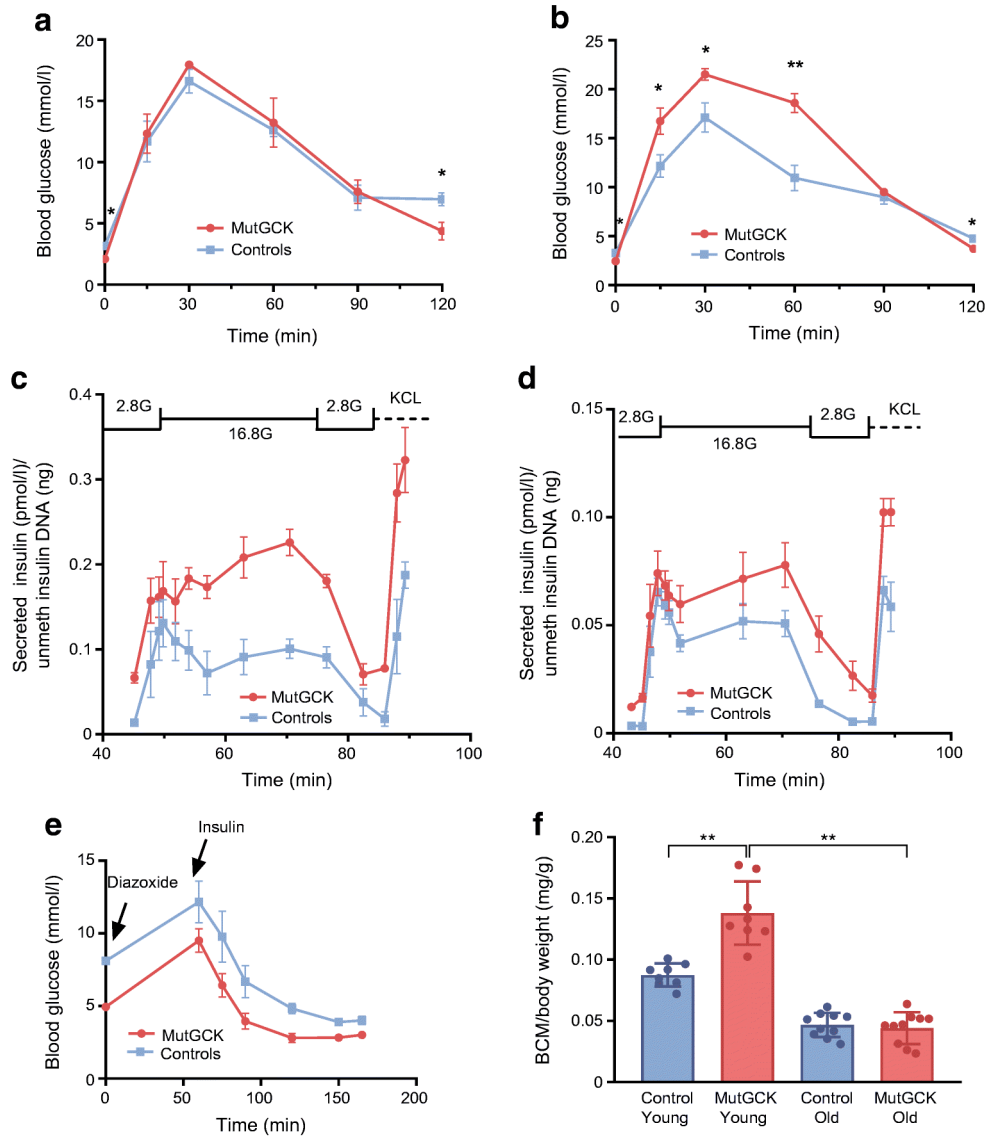 a
20
15
10
5
0
Blood glucose (mmol/l)
*
*
MutGCK
Controls
0 30 60 90 120
Time (min)
b
25
20
15
10
5
0
Blood glucose (mmol/l)
*
*
*
**
*
MutGCK
Controls
0 30 60 90 120
Time (min)
c
0.4
0.3
0.2
0.1
0
Secreted insulin (pmol/l)/
unmeth insulin DNA (ng)
2.8G
16.8G
2.8G
KCL
MutGCK
Controls
40 60 80 100
Time (min)
d
0.15
0.10
0.05
0
Secreted insulin (pmol/l)/
unmeth insulin DNA (ng)
2.8G
16.8G
2.8G
KCL
MutGCK
Controls
40 60 80 100
Time (min)
e
15
10
5
0
Blood glucose (mmol/l)
Insulin
Diazoxide
MutGCK
Controls
0 50 100 150 200
Time (min)
f
0.20
0.15
0.10
0.05
0
BCM/body weight (mg/g)
** **
Control MutGCK Control MutGCK
Young Young Old Old